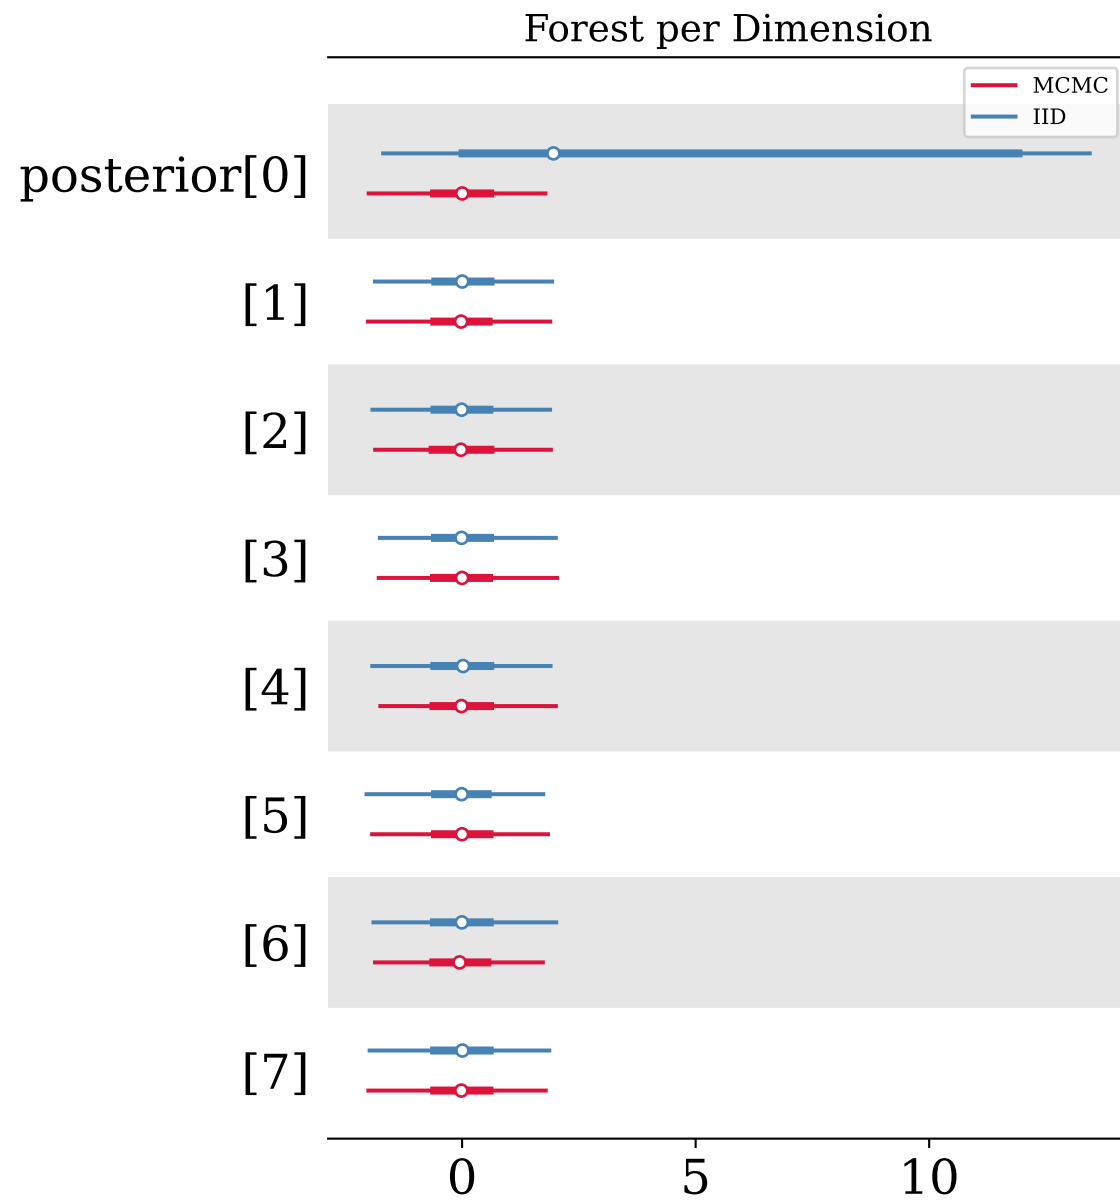 Forest per Dimension
MCMC
IID
posterior[0]
[1]
[2]
[3]
[4]
[5]
[6]
[7]
0 5 10